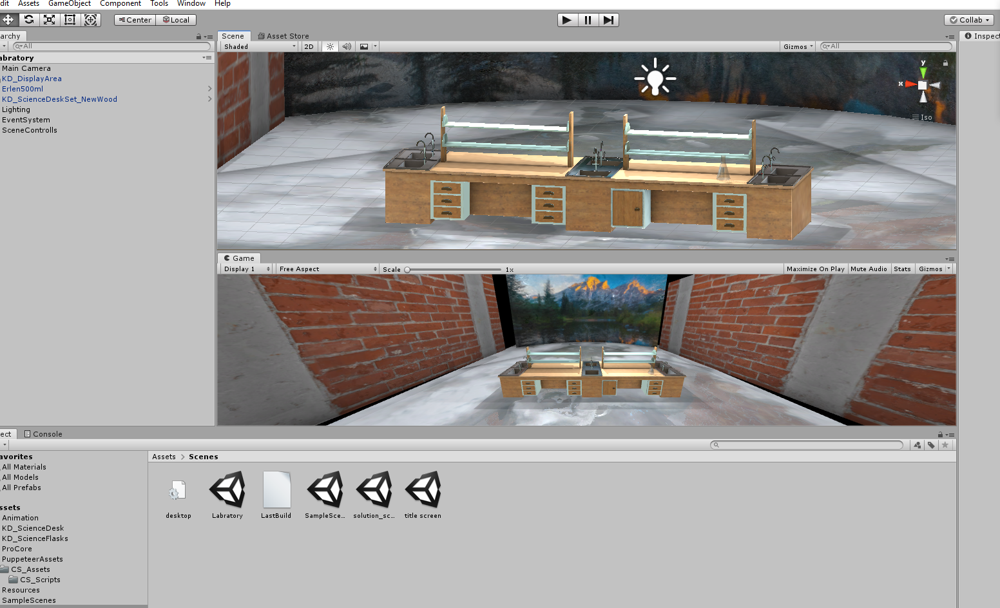 dit Assets GameObject Component Tools Window Help
Center Local Collab
archy Scene Asset Store Inspect
All Shaded 2D Gizmos All
abratory
Main Camera
KD_DisplayArea
Erlen500ml
KD_ScienceDeskSet_NewWood
Lighting
EventSystem
SceneControlls
y
x
Iso
Game
Display 1 Free Aspect Scale 1x Maximize On Play Mute Audio Stats Gizmos
ect Console
avorites
All Materials
All Models
All Prefabs
ssets
Animation
KD_ScienceDesk
KD_ScienceFlasks
ProCore
PuppeteerAssets
CS_Assets
CS_Scripts
Resources
SampleScenes
Assets > Scenes
desktop Labratory LastBuild SampleSce... solution_sc... title screen